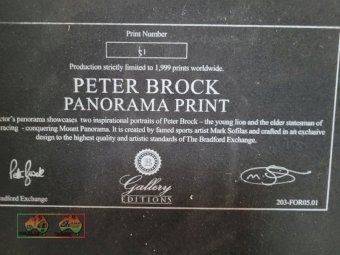 Print Number
51
Production strictly limited to 1,999 prints worldwide.
PETER BROCK
PANORAMA PRINT
ctor's panorama showcases two inspirational portraits of Peter Brock – the young lion and the elder statesman of
racing - conquering Mount Panorama. It is created by famed sports artist Mark Sofilas and crafted in an exclusive
design to the highest quality and artistic standards of The Bradford Exchange.
Gallery
EDITIONS
radford Exchange
203-FOR05.01